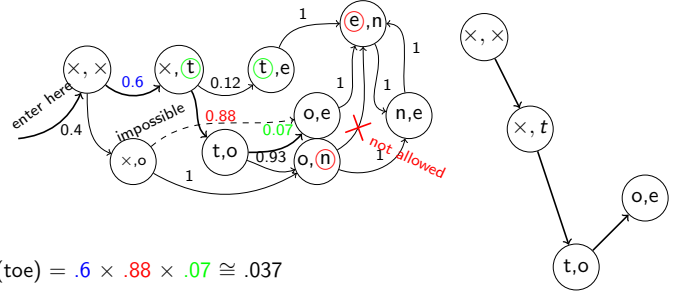 1
e,n
×, ×
×, ×
×, t
t,e
enter here
0.6
0.12
1
1
1
0.4
impossible
0.88
o,e
n,e
×, t
0.07
not allowed
×,o
t,o
0.93
o,n
1
1
o,e
(toe) = .6 × .88 × .07 ≅ .037
t,o